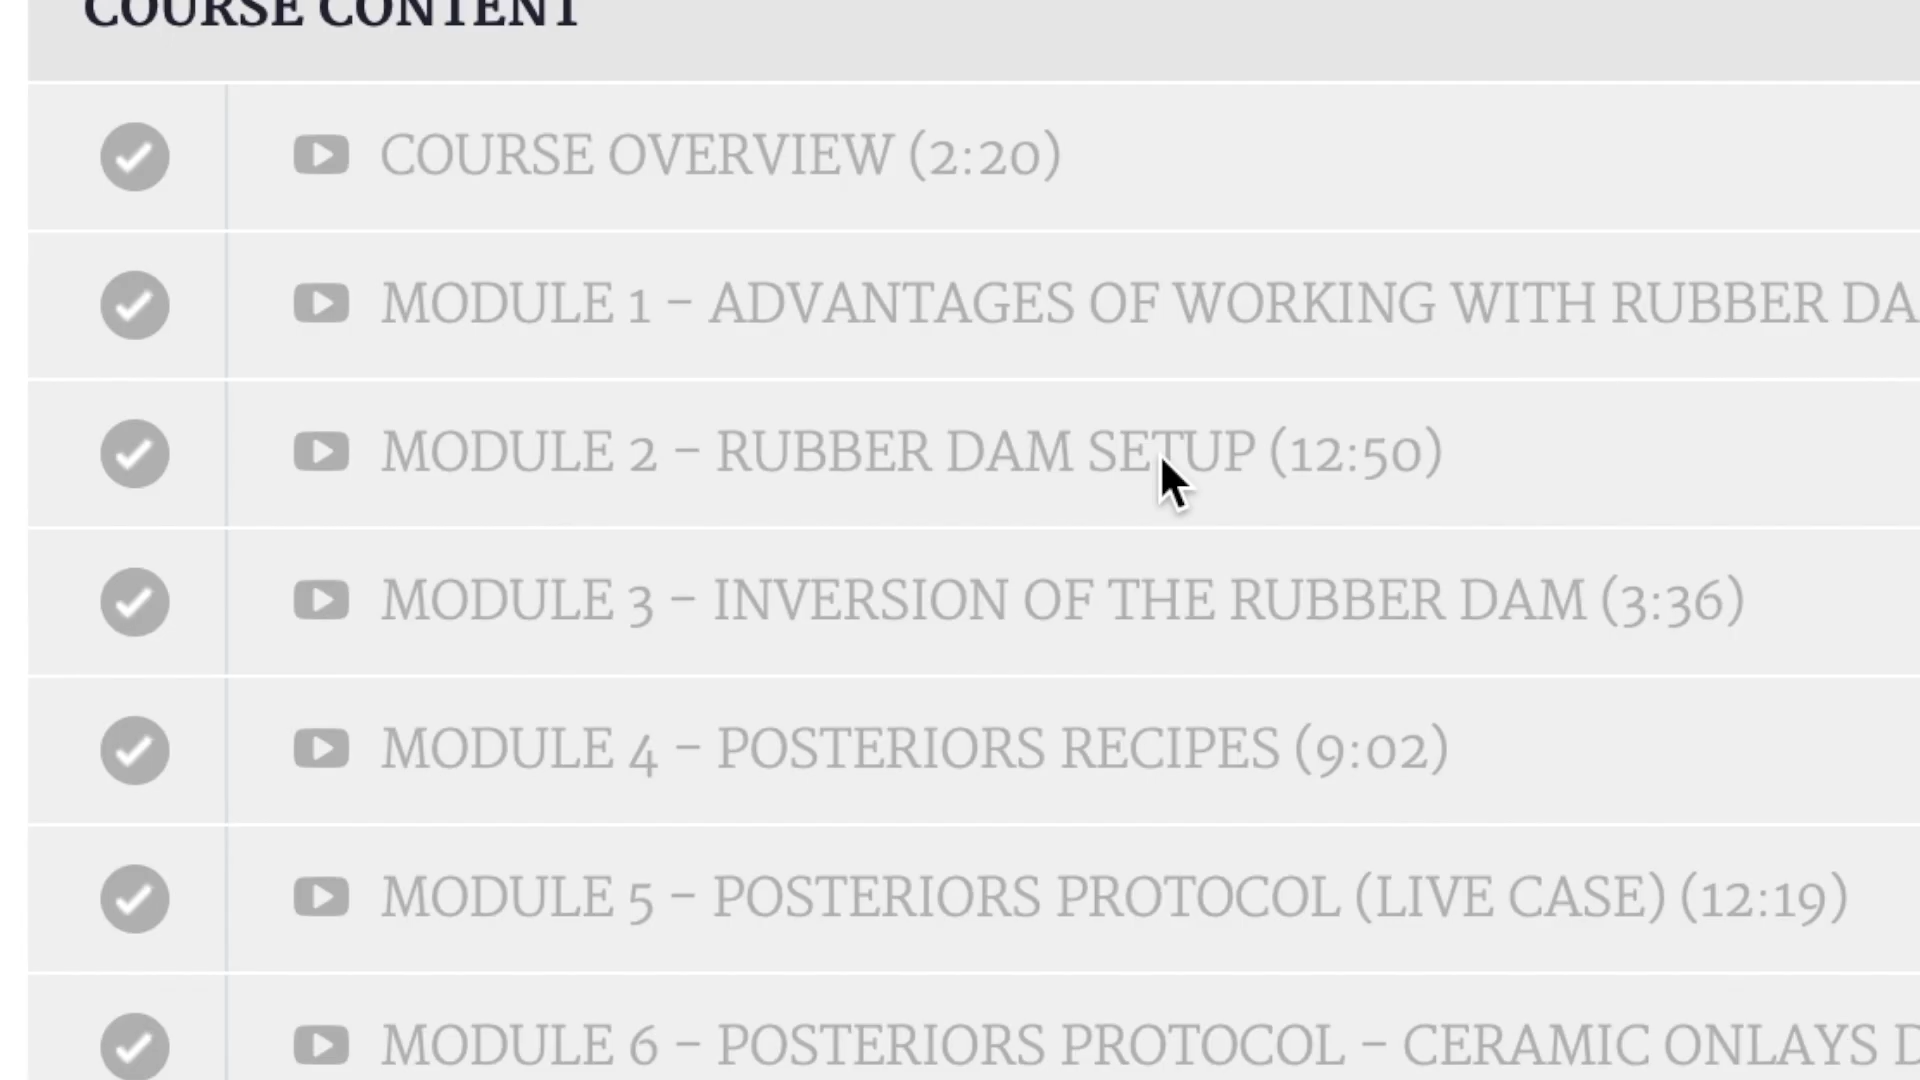 COURSE CONTENT
COURSE OVERVIEW (2:20)
MODULE 1 – ADVANTAGES OF WORKING WITH RUBBER
MODULE 2 – RUBBER DAM SETUP (12:50)
MODULE 3 – INVERSION OF THE RUBBER DAM (3:36)
MODULE 4 – POSTERIORS RECIPES (9:02)
MODULE 5 – POSTERIORS PROTOCOL (LIVE CASE) (12:19)
MODULE 6 – POSTERIORS PROTOCOL – CERAMIC ONLAYS